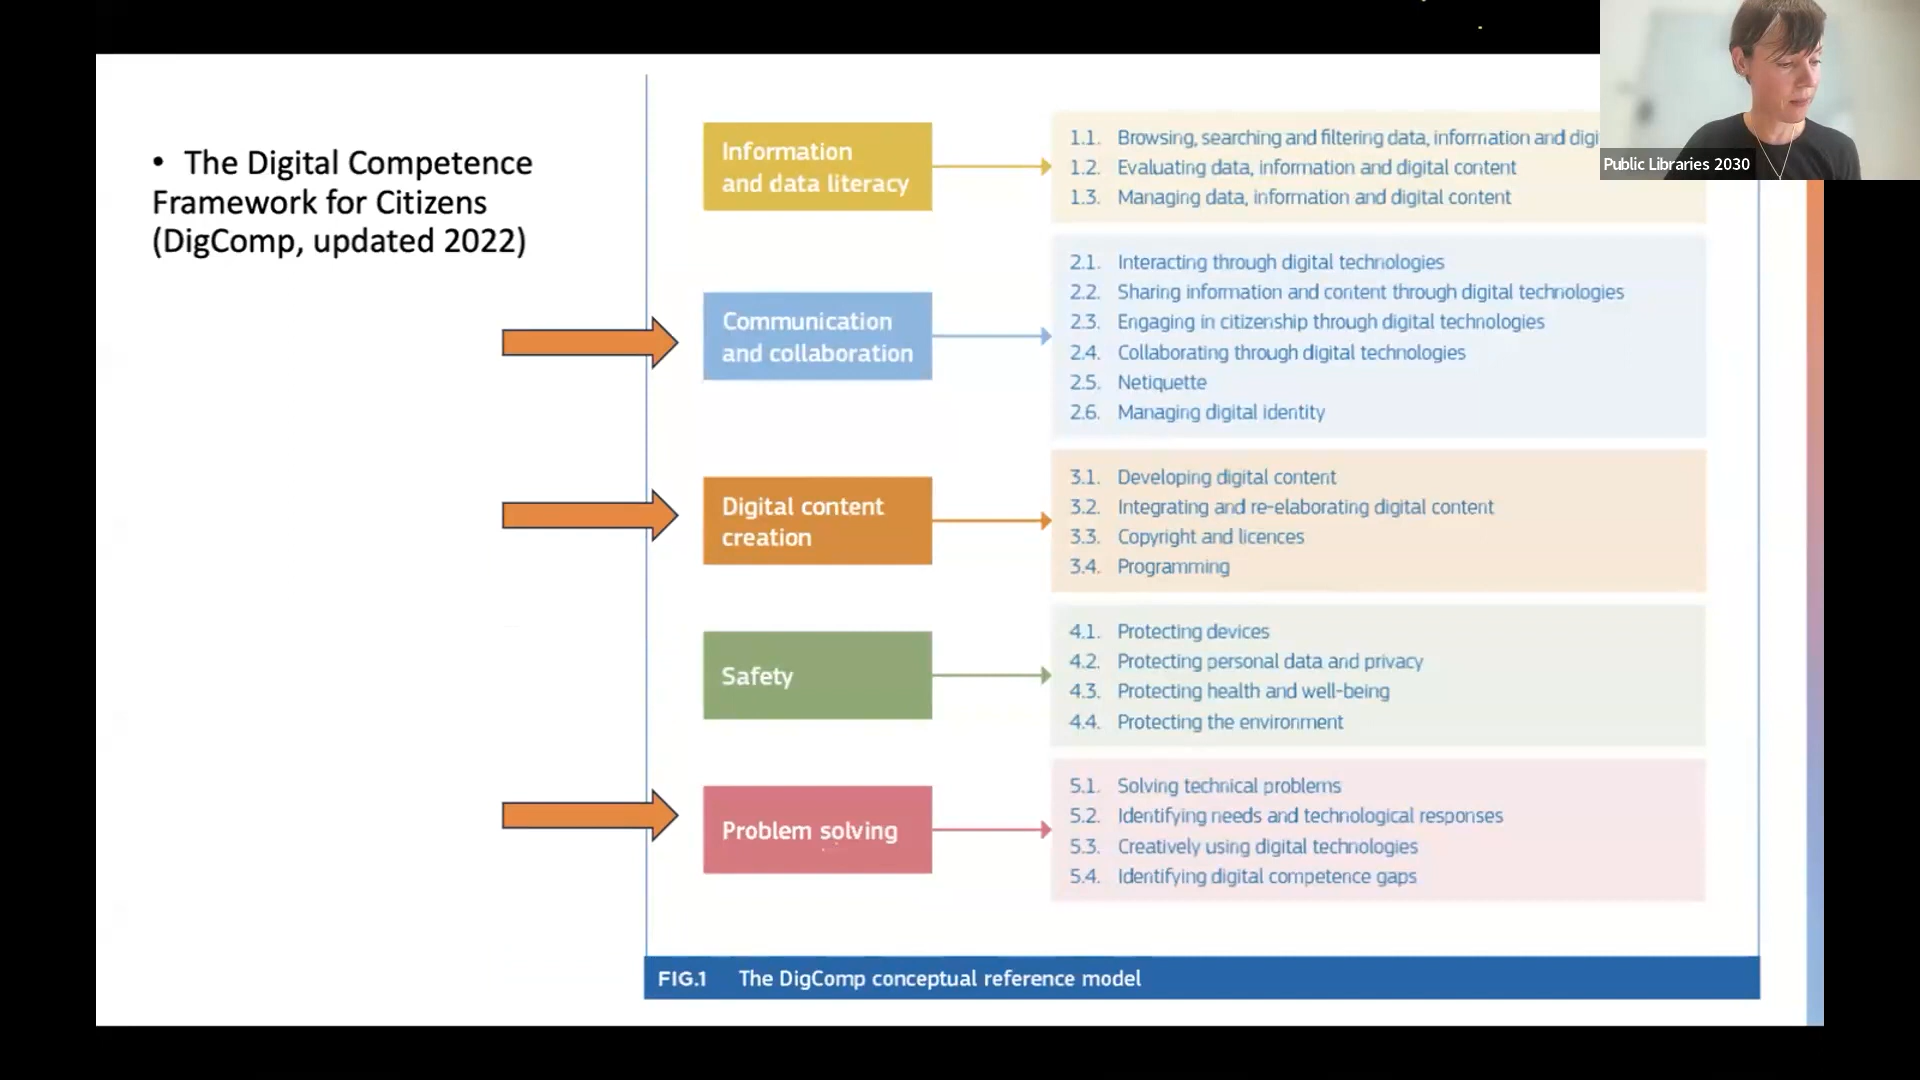 • The Digital Competence
Framework for Citizens
(DigComp, updated 2022)
Information
and data literacy
1.1. Browsing, searching and filtering data, information and
1.2. Evaluating data, information and digital content
1.3. Managing data, information and digital content
Communication
and collaboration
2.1. Interacting through digital technologies
2.2. Sharing information and content through digital technologies
2.3. Engaging in citizenship through digital technologies
2.4. Collaborating through digital technologies
2.5. Netiquette
2.6. Managing digital identity
Digital content
creation
3.1. Developing digital content
3.2. Integrating and re-elaborating digital content
3.3. Copyright and licences
3.4. Programming
Safety
4.1. Protecting devices
4.2. Protecting personal data and privacy
4.3. Protecting health and well-being
4.4. Protecting the environment
Problem solving
5.1. Solving technical problems
5.2. Identifying needs and technological responses
5.3. Creatively using digital technologies
5.4. Identifying digital competence gaps
FIG.1 The DigComp conceptual reference model
Public Libraries 2030